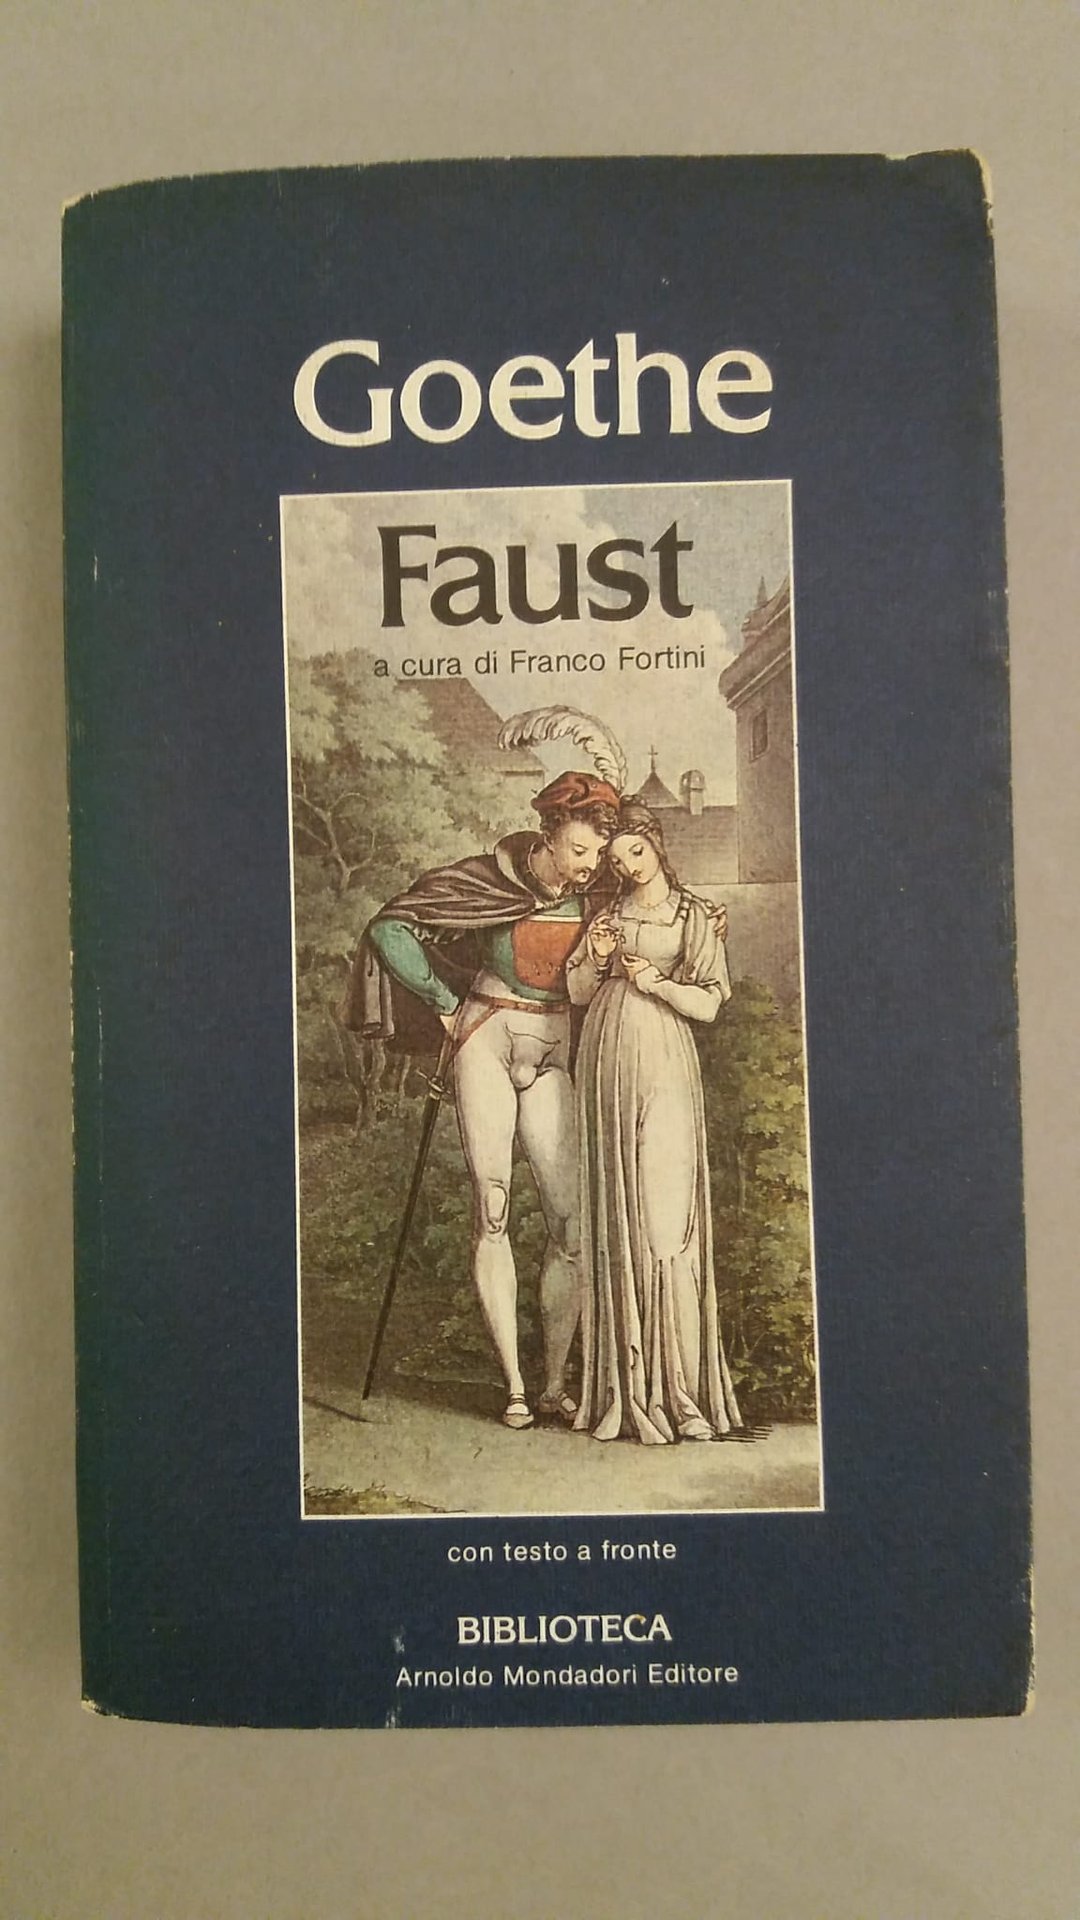 Goethe
Faust
a cura di Franco Fortini
con testo a fronte
BIBLIOTECA
Arnoldo Mondadori Editore